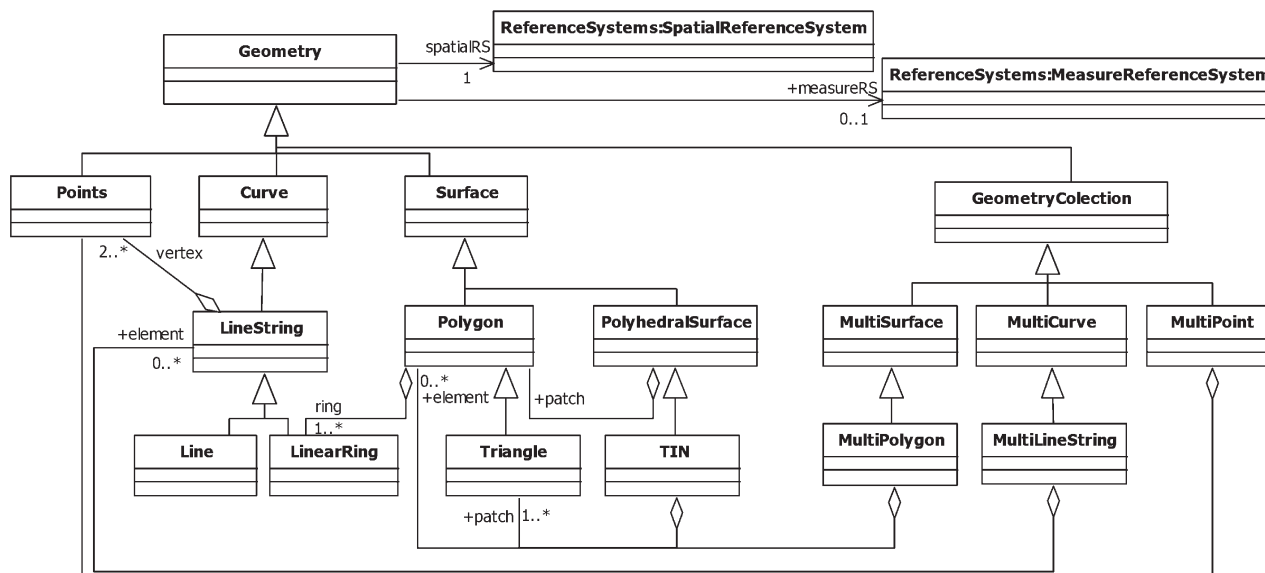 ReferenceSystems:SpatialReferenceSystem
Geometry
spatialRS
1
ReferenceSystems:MeasureReferenceSystem
+measureRS
0..1
Points
Curve
Surface
GeometryColection
2..*
vertex
LineString
Polygon
PolyhedralSurface
MultiSurface
MultiCurve
MultiPoint
+element
0..*
0..*
+element
+patch
ring
1..*
Line
LinearRing
Triangle
TIN
MultiPolygon
MultiLineString
+patch
1..*